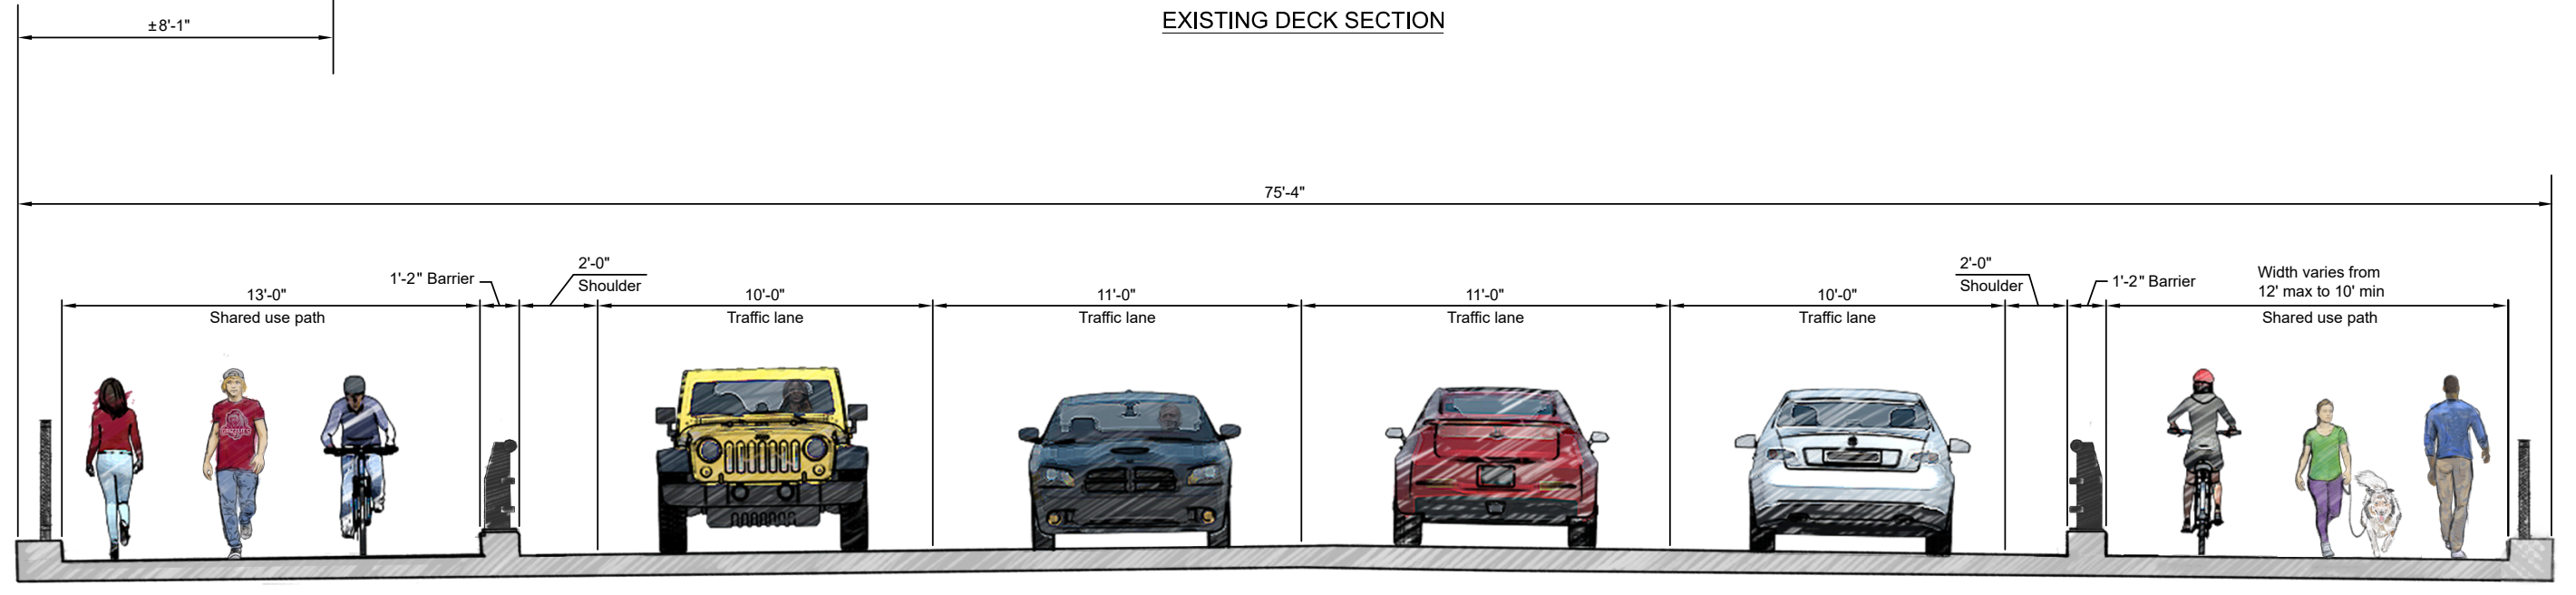 EXISTING DECK SECTION
±8'-1"
75'-4"
13'-0"
Shared use path
1'-2" Barrier
2'-0"
Shoulder
10'-0"
Traffic lane
11'-0"
Traffic lane
11'-0"
Traffic lane
10'-0"
Traffic lane
2'-0"
Shoulder
1'-2" Barrier
Width varies from
12' max to 10' min
Shared use path